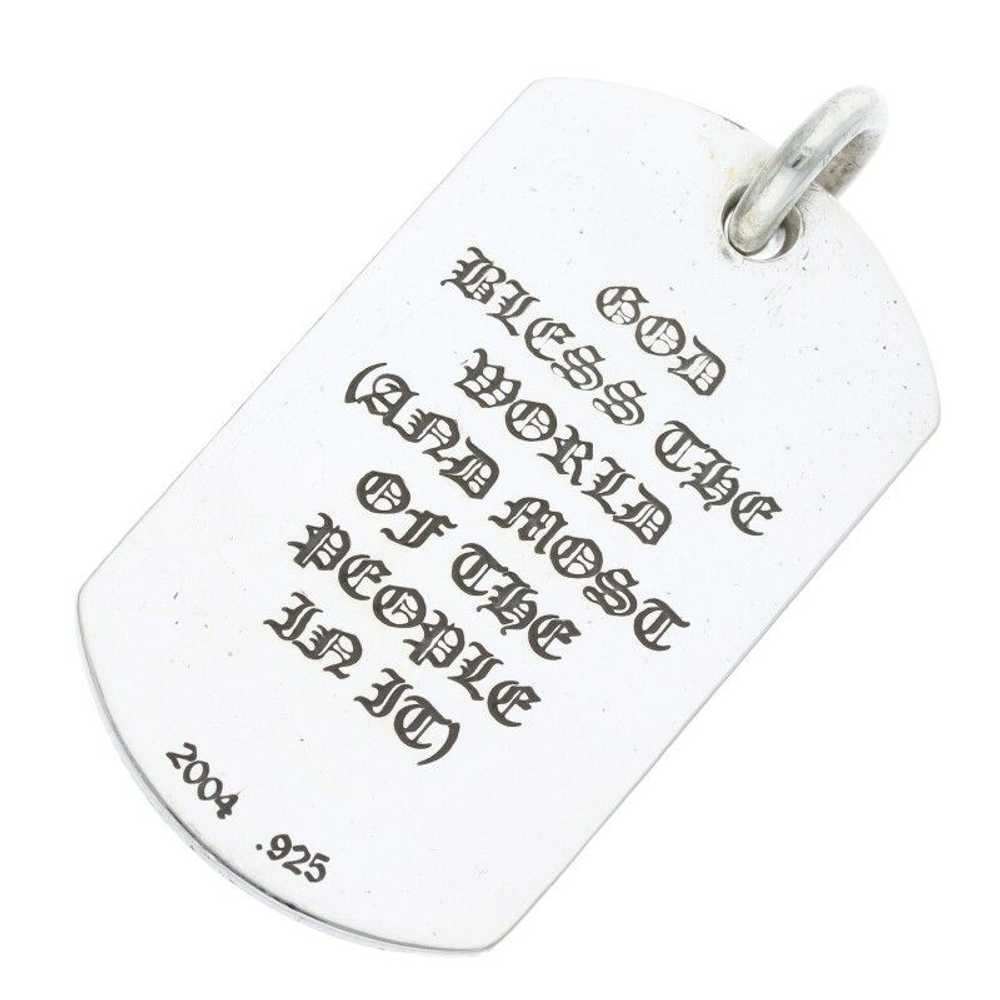 GOD
BLESS THE
WORLD
(AND MOST
OF THE
PEOPLE
IN IT)
2004 .925